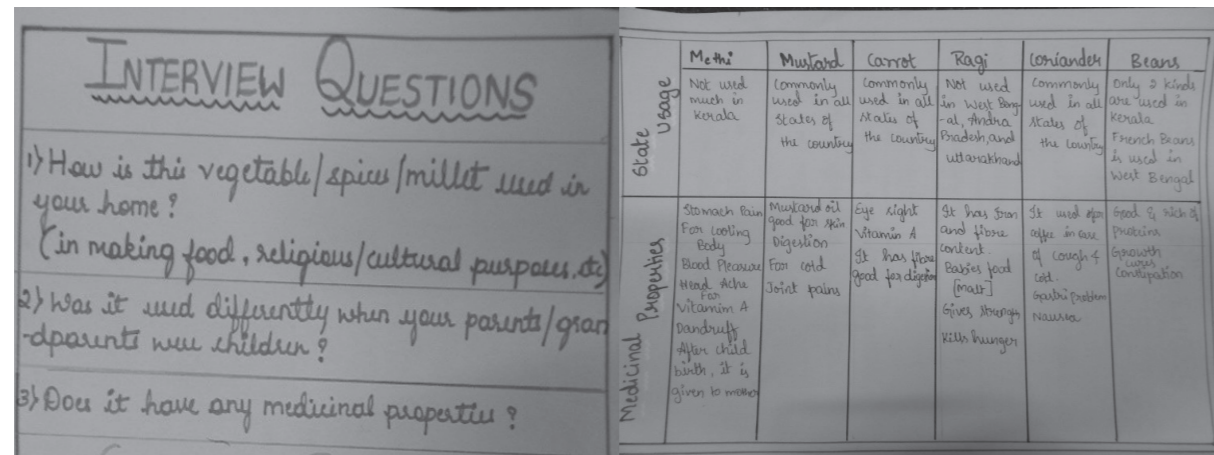 INTERVIEW QUESTIONS
1) How is this vegetable/spices/millet used in
your home?
(in making food, religious/cultural purposes, etc)
2) Was it used differently when your parents/gran
-dparents were children?
3) Does it have any medicinal properties?
Methi
Mustard
Carrot
Ragi
Coriander
Beans
State Usage
Not used
much in
Kerala
Commonly
used in all
States of
the country
Commonly
used in all
States of
the country
Not used
in West Beng
-al, Andra
Pradesh, and
uttarakhand
Commonly
used in all
States of
the country
Only 2 kinds
are used in
Kerala
French Beans
is used in
West Bengal
Medicinal Properties
Stomach Pain
For cooling
Body
Blood Pleasure
Head Ache
For
Vitamin A
Dandruff
After child
birth, it is
given to mother
Mustard oil
good for skin
Digestion
For cold
Joint pains
Eye sight
Vitamin A
It has fibre
good for digestion
It has Iron
and fibre
content.
Babies food
[malt]
Gives strength
Kills hunger
It used for
coffee in case
of cough &
cold.
Gastric problem
Nausea
Good & rich of
proteins
Growth
cures
Constipation